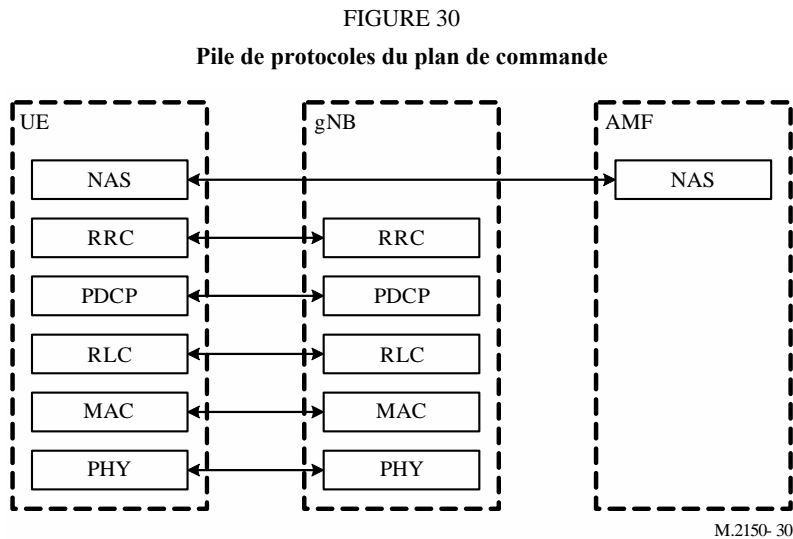 FIGURE 30
Pile de protocoles du plan de commande
UE gNB AMF
NAS NAS
RRC RRC
PDCP PDCP
RLC RLC
MAC MAC
PHY PHY
M.2150-30